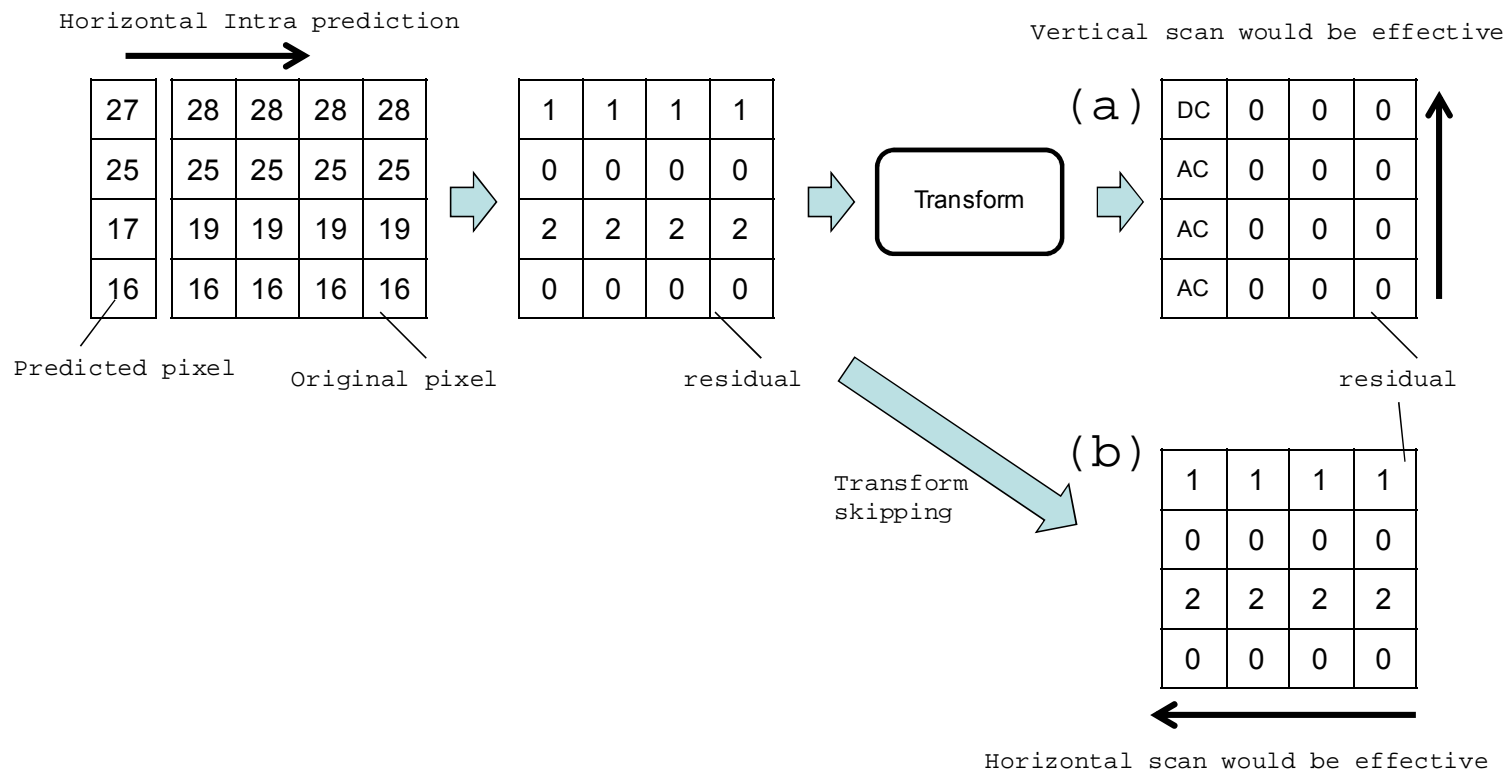 Horizontal Intra prediction
Vertical scan would be effective
27 28 28 28 28
25 25 25 25 25
17 19 19 19 19
16 16 16 16 16
Predicted pixel
Original pixel
1 1 1 1
0 0 0 0
2 2 2 2
0 0 0 0
residual
Transform
(a)
DC 0 0 0
AC 0 0 0
AC 0 0 0
AC 0 0 0
residual
Transform
skipping
(b)
1 1 1 1
0 0 0 0
2 2 2 2
0 0 0 0
Horizontal scan would be effective